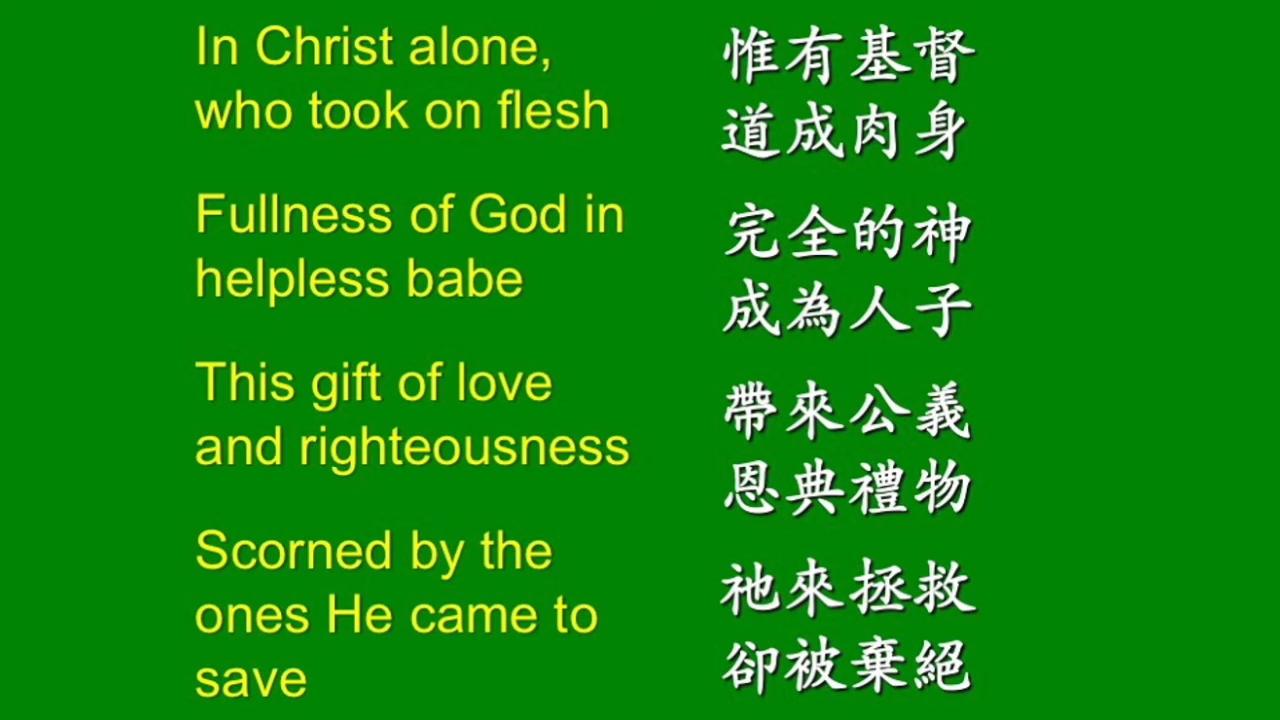 In Christ alone,
who took on flesh
Fullness of God in
helpless babe
This gift of love
and righteousness
Scorned by the
ones He came to
save
惟有基督
道成肉身
完全的神
成為人子
帶來公義
恩典禮物
祂來拯救
卻被棄絕